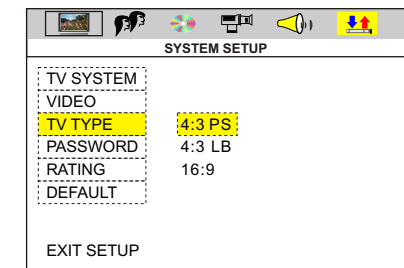 SYSTEM SETUP
TV SYSTEM
VIDEO
TV TYPE 4:3 PS
PASSWORD 4:3 LB
RATING 16:9
DEFAULT
EXIT SETUP